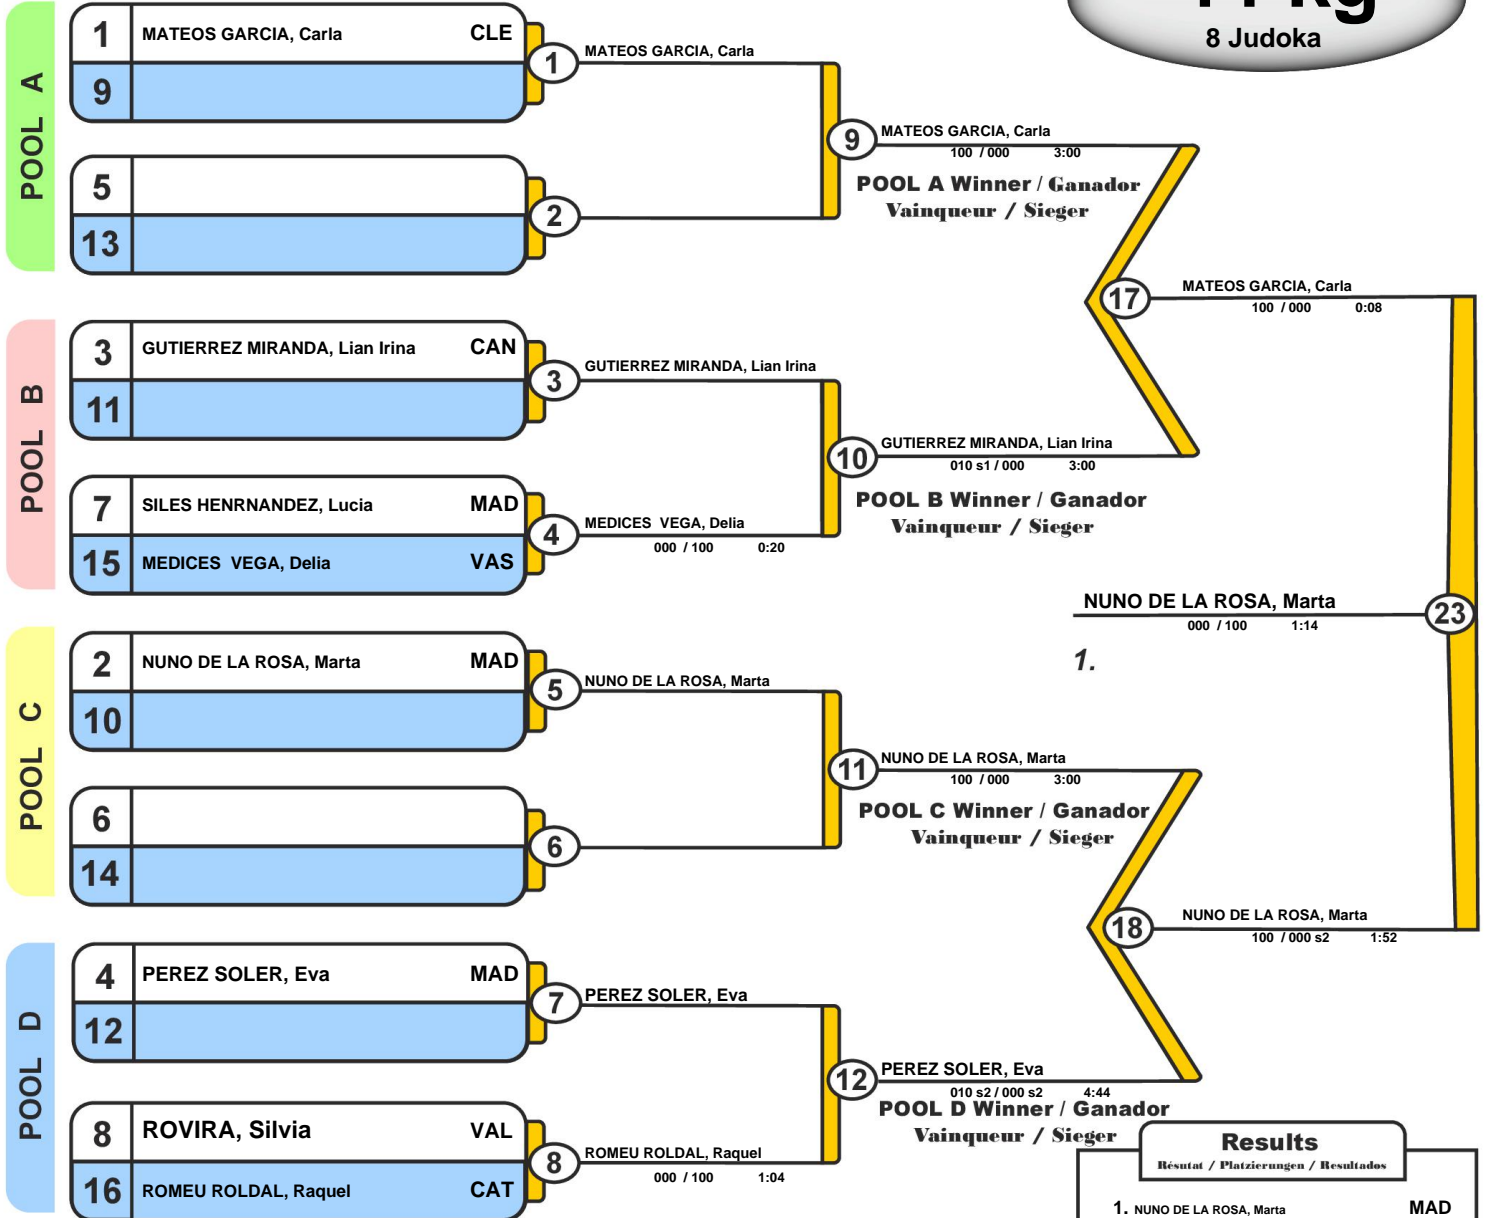 8 Judoka
POOL A
1 MATEOS GARCIA, Carla CLE
9
1
MATEOS GARCIA, Carla
5
13
2
9
MATEOS GARCIA, Carla
100 / 000 3:00
POOL A Winner / Ganador
Vainqueur / Sieger
POOL B
3 GUTIERREZ MIRANDA, Lian Irina CAN
11
3
GUTIERREZ MIRANDA, Lian Irina
7 SILES HENRNANDEZ, Lucia MAD
15 MEDICES VEGA, Delia VAS
4
MEDICES VEGA, Delia
000 / 100 0:20
10
GUTIERREZ MIRANDA, Lian Irina
010 s1 / 000 3:00
POOL B Winner / Ganador
Vainqueur / Sieger
17
MATEOS GARCIA, Carla
100 / 000 0:08
NUNO DE LA ROSA, Marta
23
000 / 100 1:14
1.
POOL C
2 NUNO DE LA ROSA, Marta MAD
10
5
NUNO DE LA ROSA, Marta
6
14
6
11
NUNO DE LA ROSA, Marta
100 / 000 3:00
POOL C Winner / Ganador
Vainqueur / Sieger
18
NUNO DE LA ROSA, Marta
100 / 000 s2 1:52
POOL D
4 PEREZ SOLER, Eva MAD
12
7
PEREZ SOLER, Eva
8 ROVIRA, Silvia VAL
16 ROMEU ROLDAL, Raquel CAT
8
ROMEU ROLDAL, Raquel
000 / 100 1:04
12
PEREZ SOLER, Eva
010 s2 / 000 s2 4:44
POOL D Winner / Ganador
Vainqueur / Sieger
Results
Résutat / Platzierungen / Resultados
1. NUNO DE LA ROSA, Marta MAD